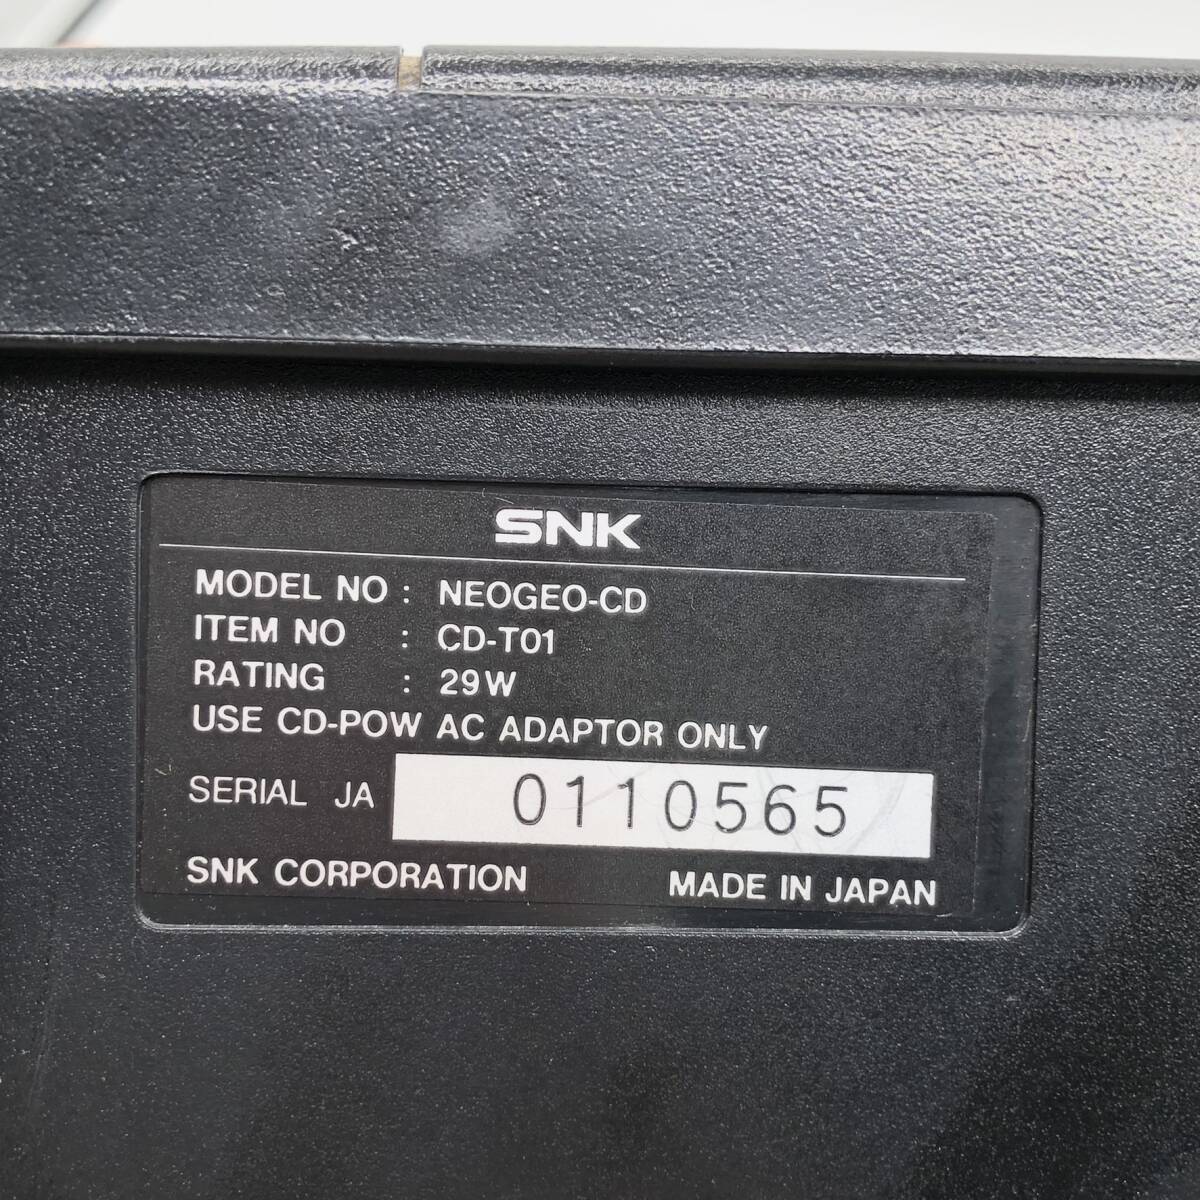 SNK
MODEL NO : NEOGEO-CD
ITEM NO : CD-T01
RATING : 29W
USE CD-POW AC ADAPTOR ONLY
SERIAL JA 0110565
SNK CORPORATION MADE IN JAPAN